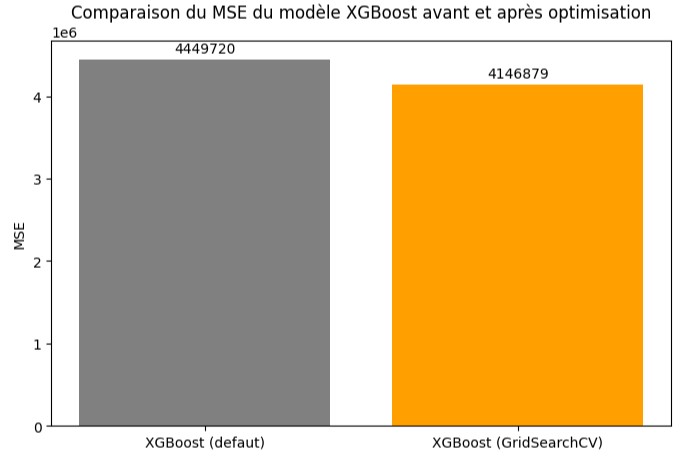 Comparaison du MSE du modèle XGBoost avant et après optimisation
1e6
4449720
4146879
4
3
2
1
0
MSE
XGBoost (defaut)
XGBoost (GridSearchCV)